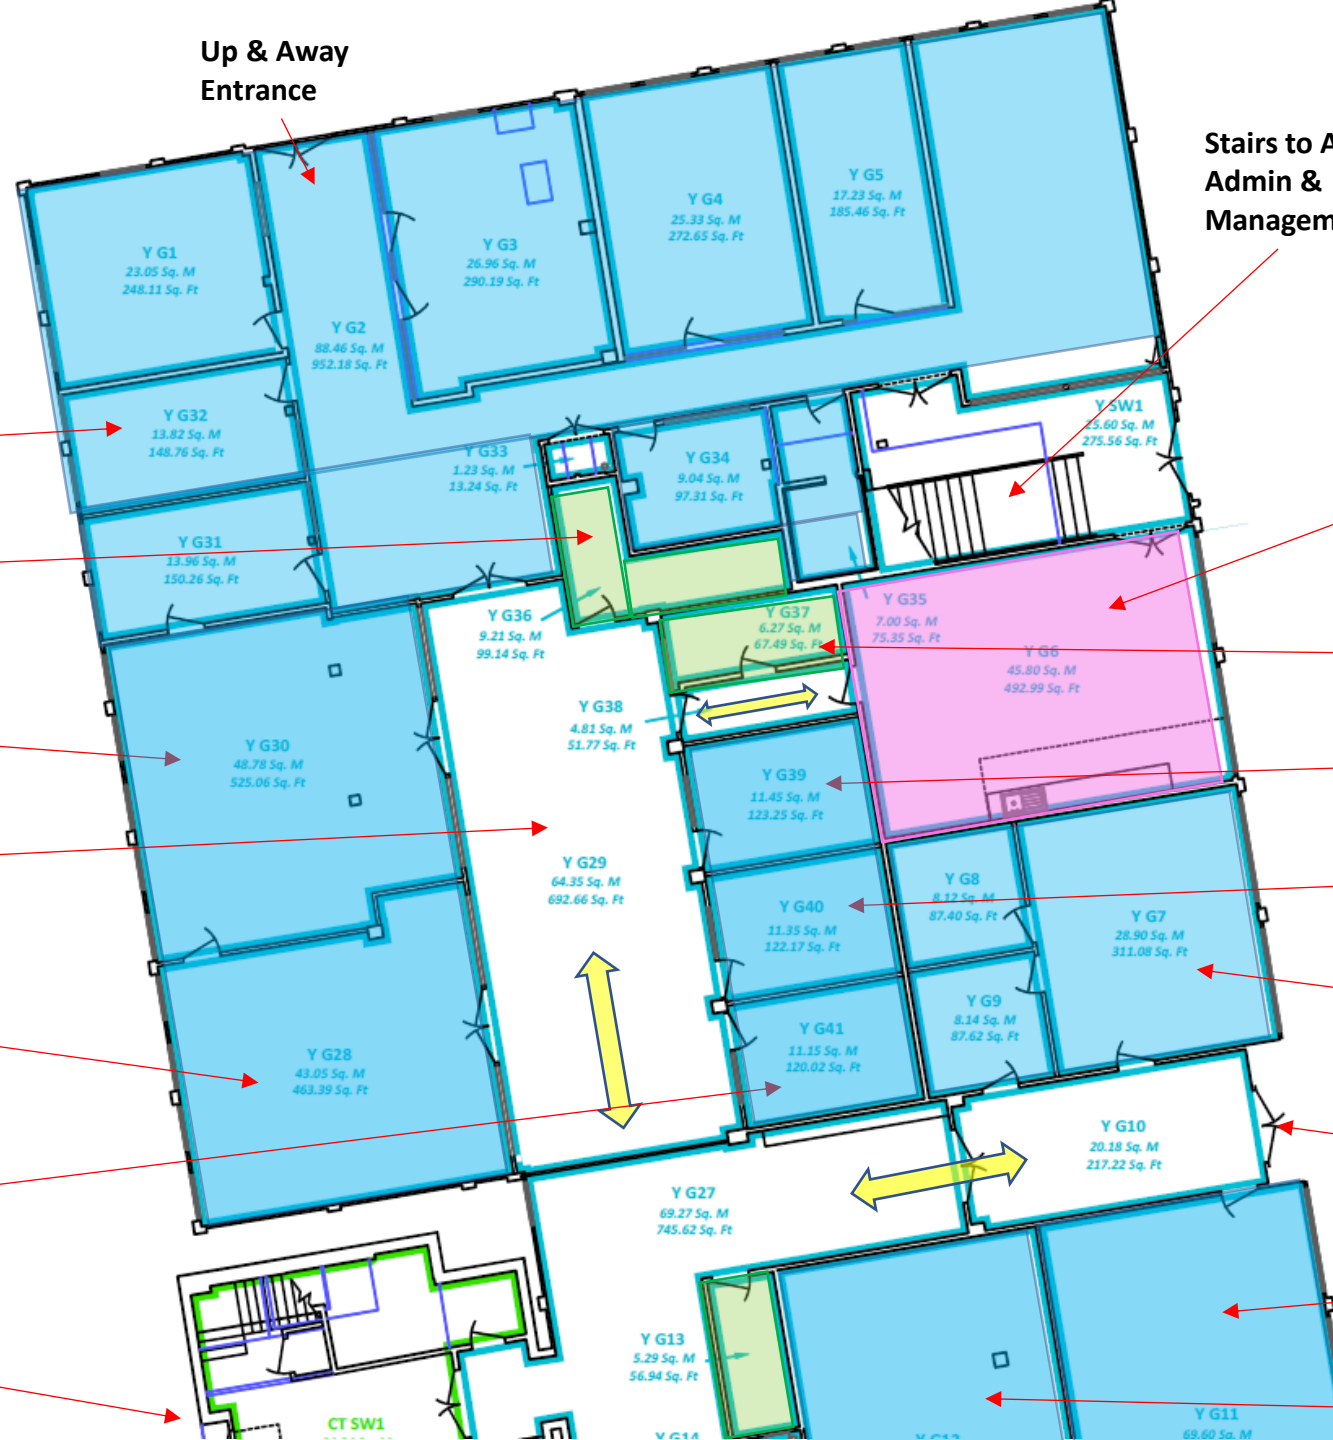 Up & Away
Entrance
Stairs to A
Admin &
Managem
Y G1
23.05 Sq. M
248.11 Sq. Ft
Y G2
88.46 Sq. M
952.18 Sq. Ft
Y G3
26.96 Sq. M
290.19 Sq. Ft
Y G4
25.33 Sq. M
272.65 Sq. Ft
Y G5
17.23 Sq. M
185.46 Sq. Ft
Y G32
13.82 Sq. M
148.76 Sq. Ft
Y G33
1.23 Sq. M
13.24 Sq. Ft
Y G34
9.04 Sq. M
97.31 Sq. Ft
Y SW1
25.60 Sq. M
275.56 Sq. Ft
Y G31
13.96 Sq. M
150.26 Sq. Ft
Y G36
9.21 Sq. M
99.14 Sq. Ft
Y G37
6.27 Sq. M
67.49 Sq. Ft
Y G35
7.00 Sq. M
75.35 Sq. Ft
Y G6
45.80 Sq. M
492.99 Sq. Ft
Y G38
4.81 Sq. M
51.77 Sq. Ft
Y G30
48.78 Sq. M
525.06 Sq. Ft
Y G39
11.45 Sq. M
123.25 Sq. Ft
Y G29
64.35 Sq. M
692.66 Sq. Ft
Y G40
11.35 Sq. M
122.17 Sq. Ft
Y G8
8.12 Sq. M
87.40 Sq. Ft
Y G7
28.90 Sq. M
311.08 Sq. Ft
Y G28
43.05 Sq. M
463.39 Sq. Ft
Y G41
11.15 Sq. M
120.02 Sq. Ft
Y G9
8.14 Sq. M
87.62 Sq. Ft
Y G10
20.18 Sq. M
217.22 Sq. Ft
Y G27
69.27 Sq. M
745.62 Sq. Ft
Y G13
5.29 Sq. M
56.94 Sq. Ft
CT SW1
Y G11
69.60 Sq. M
Y G14
Y G12